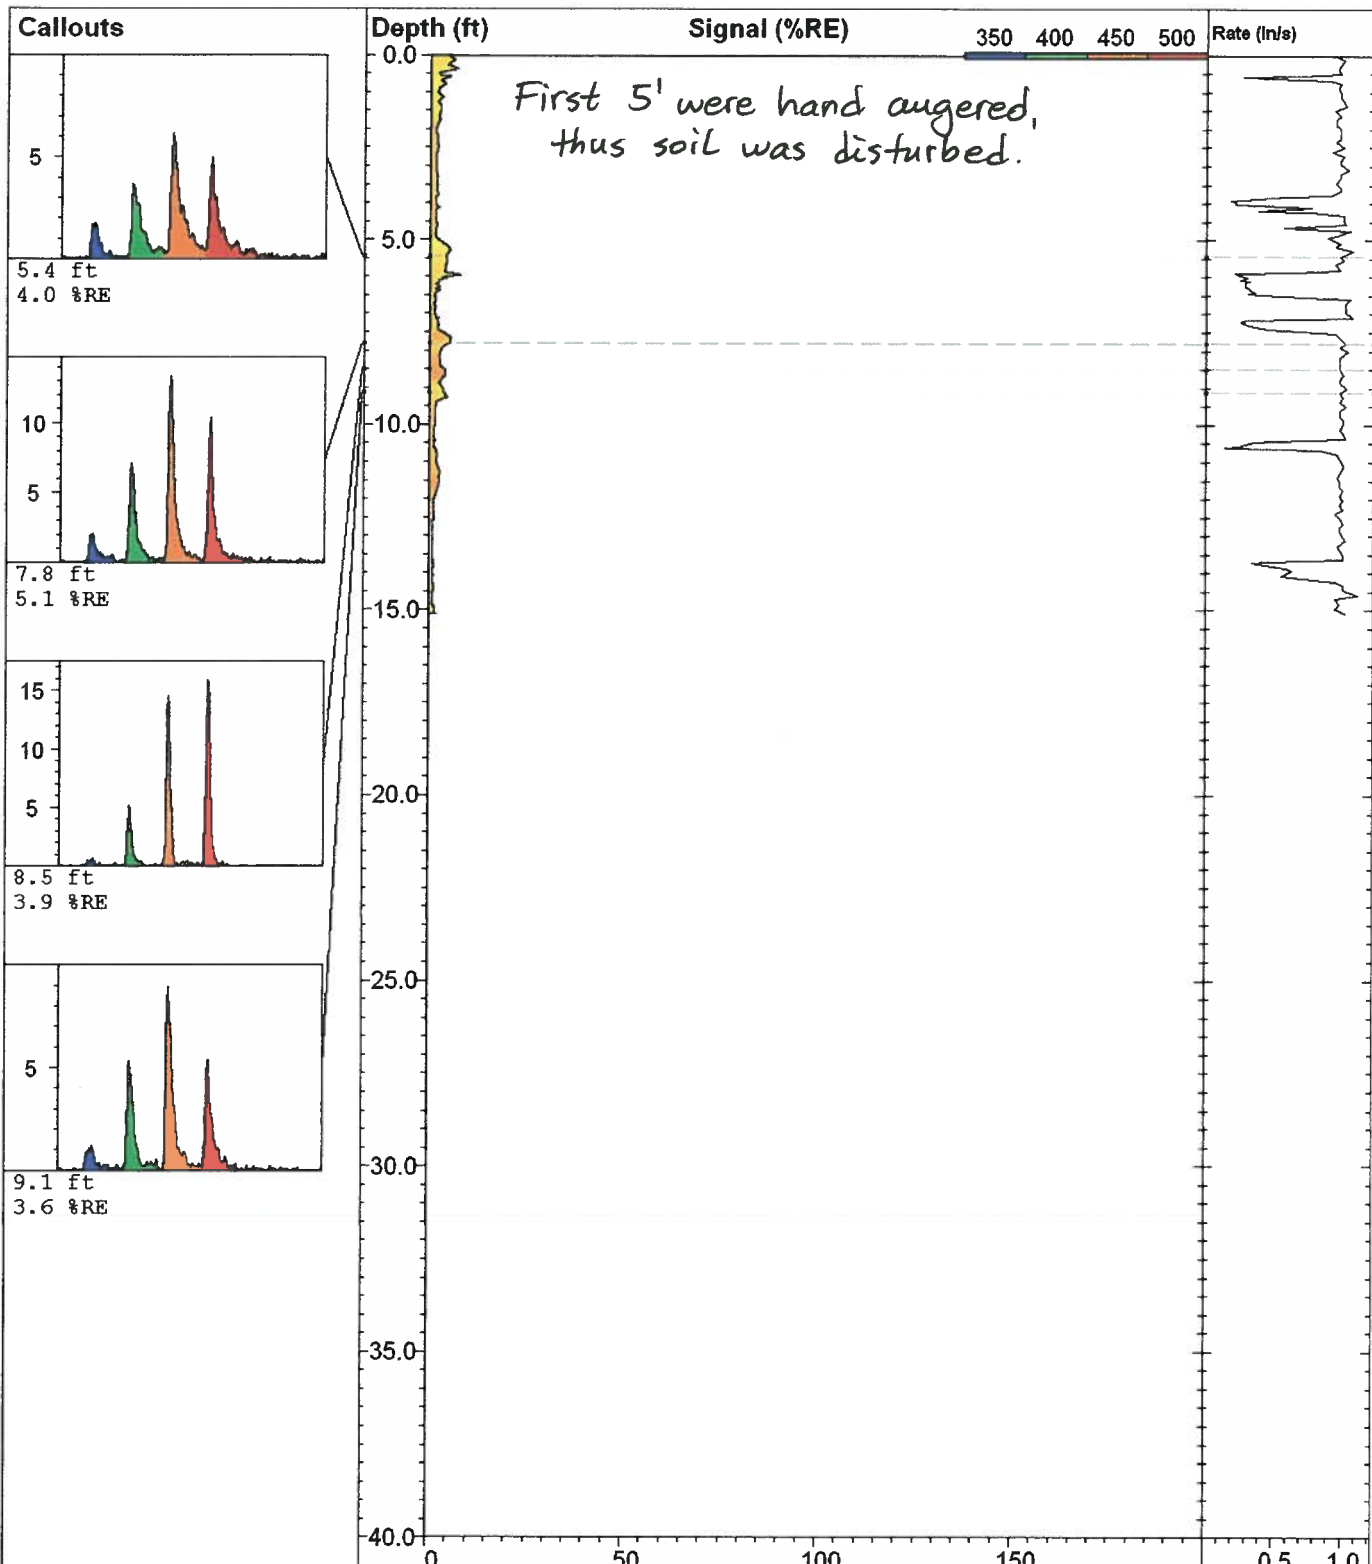 Callouts
Depth (ft)
Signal (%RE)
350 400 450 500
Rate (in/s)
First 5' were hand augered,
thus soil was disturbed.
5
5.4 ft
4.0 %RE
10
5
7.8 ft
5.1 %RE
15
10
5
8.5 ft
3.9 %RE
5
9.1 ft
3.6 %RE
0.0
5.0
10.0
15.0
20.0
25.0
30.0
35.0
40.0
0 50 100 150
0.5 1.0